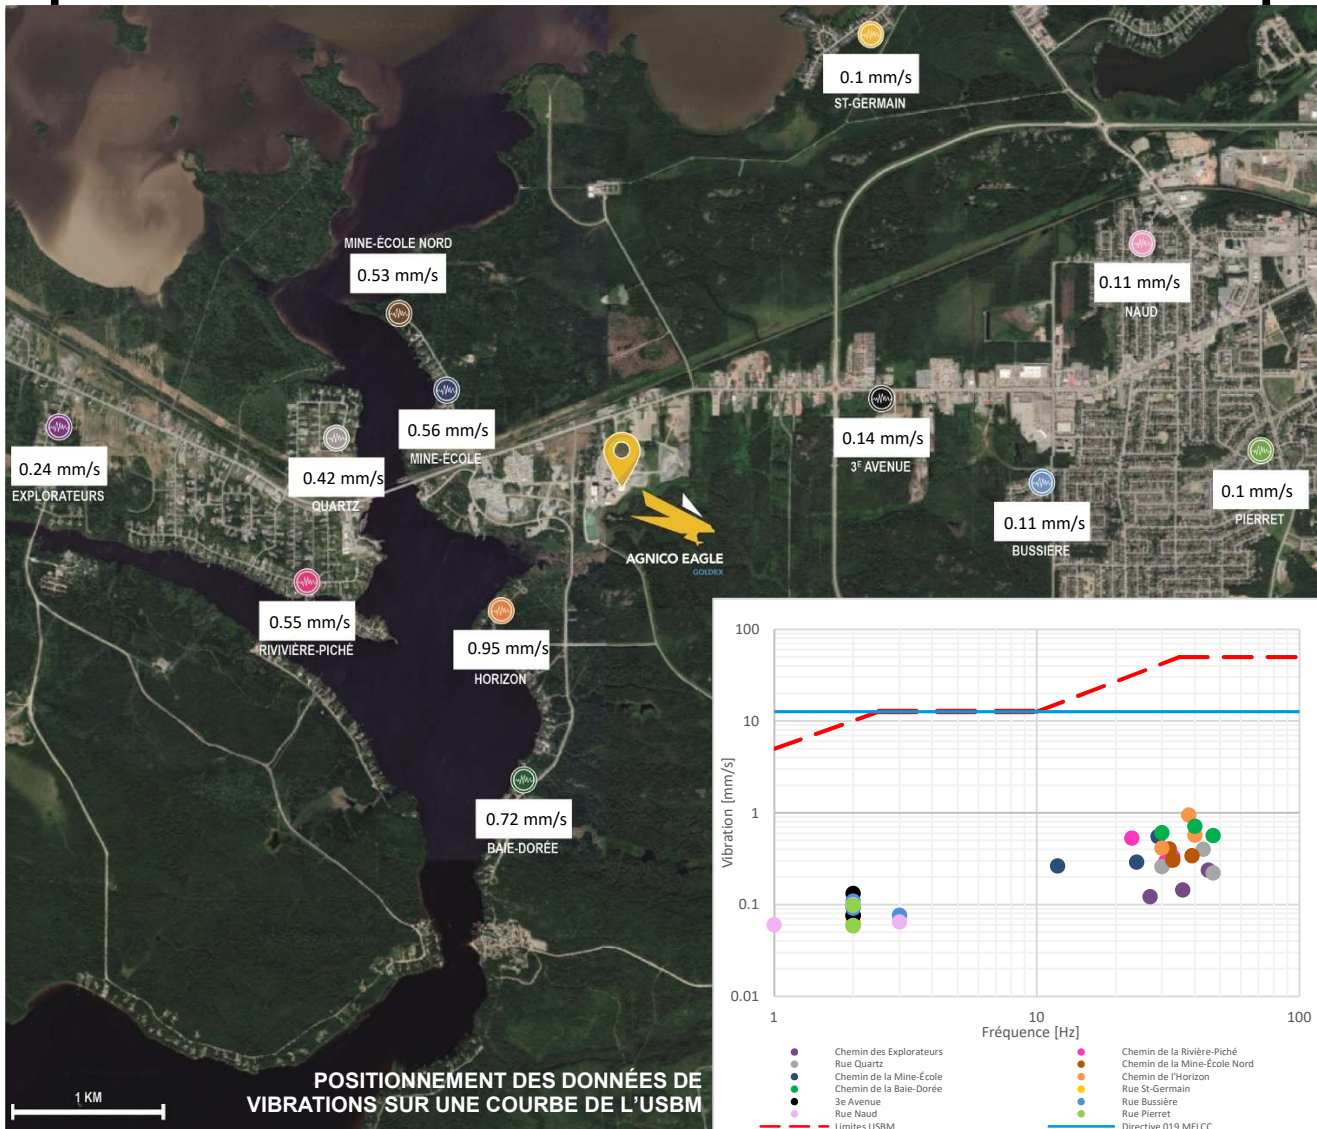 0.1 mm/s
ST-GERMAIN
MINE-ÉCOLE NORD
0.53 mm/s
0.11 mm/s
NAUD
0.56 mm/s
MINE-ÉCOLE
0.24 mm/s
EXPLORATEURS
0.42 mm/s
QUARTZ
0.14 mm/s
3E AVENUE
0.1 mm/s
PIERRET
0.11 mm/s
BUSSIÈRE
AGNICO EAGLE
GOLDEX
0.55 mm/s
RIVIVIÈRE-PICHÉ
0.95 mm/s
HORIZON
0.72 mm/s
BAIE-DORÉE
POSITIONNEMENT DES DONNÉES DE
VIBRATIONS SUR UNE COURBE DE L'USBM
1 KM
100
10
1
0.1
0.01
Vibration [mm/s]
1
10
100
Fréquence [Hz]
Chemin des Explorateurs
Chemin de la Rivière-Piché
Rue Quartz
Chemin de la Mine-École Nord
Chemin de la Mine-École
Chemin de l'Horizon
Chemin de la Baie-Dorée
Rue St-Germain
3e Avenue
Rue Bussière
Rue Naud
Rue Pierret
Limites USBM
Directive 019 MELCC